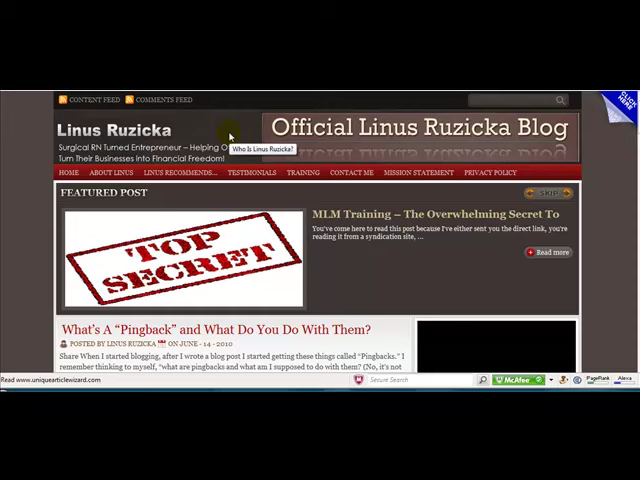 CLICK HERE
CONTENT FEED COMMENTS FEED
Linus Ruzicka
Official Linus Ruzicka Blog
Surgical RN Turned Entrepreneur – Helping O
Who Is Linus Ruzicka?
Turn Their Businesses into Financial Freedom!
HOME ABOUT LINUS LINUS RECOMMENDS... TESTIMONIALS TRAINING CONTACT ME MISSION STATEMENT PRIVACY POLICY
FEATURED POST
SKIP
TOP SECRET
MLM Training – The Overwhelming Secret To
You've come here to read this post because I've either sent you the direct link, you're
reading it from a syndication site, ...
Read more
What's A “Pingback” and What Do You Do With Them?
POSTED BY LINUS RUZICKA ON JUNE - 14 - 2010
Share When I started blogging, after I wrote a blog post I started getting these things called “Pingbacks.” I
remember thinking to myself, “what are pingbacks and what am I supposed to do with them? (No, it's not
Read www.uniquearticlewizard.com
Secure Search
McAfee
PageRank
Alexa